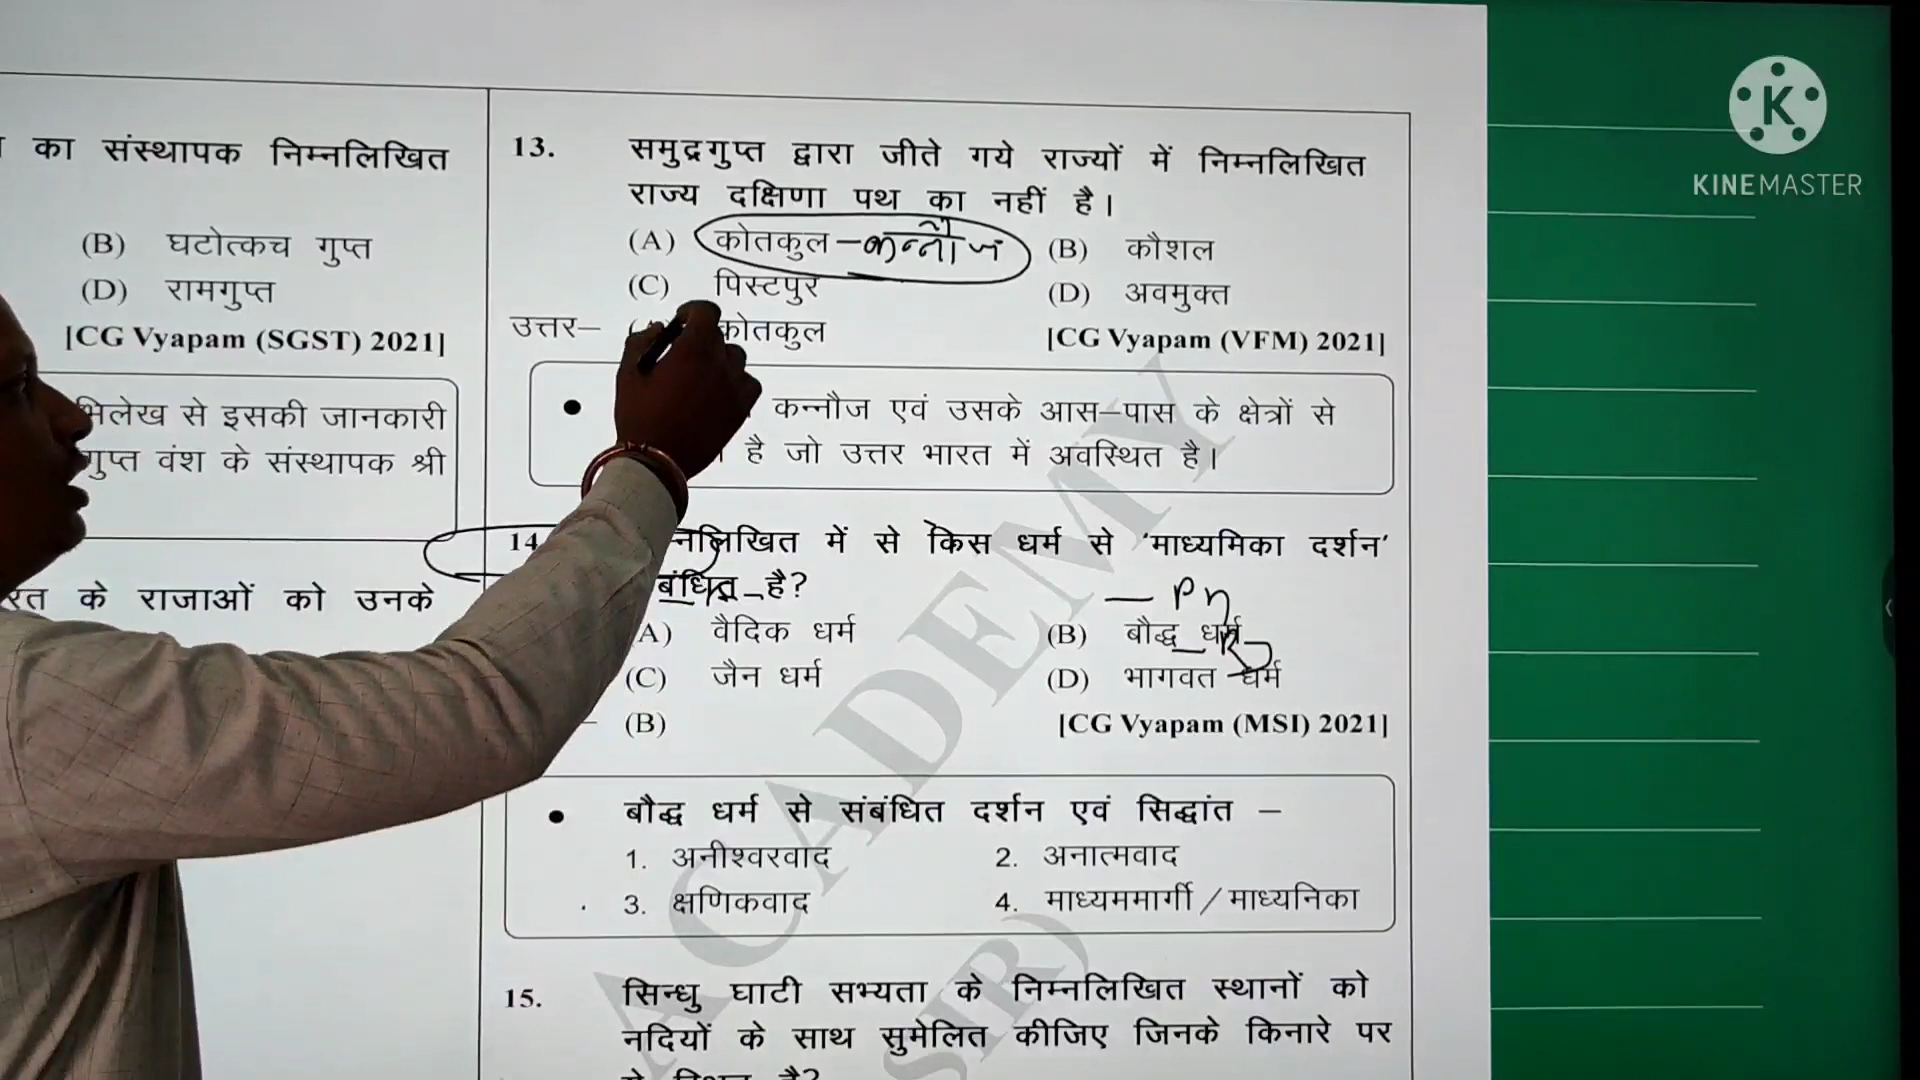 का संस्थापक निम्नलिखित
(B) घटोत्कच गुप्त
(D) रामगुप्त
[CG Vyapam (SGST) 2021]
से इसकी जानकारी
गुप्त वंश के संस्थापक श्री
के राजाओं को उनके
13. समुद्रगुप्त द्वारा जीते गये राज्यों में निम्नलिखित
राज्य दक्षिणा पथ का नहीं है।
(A) कोतकुल – कन्नौज (B) कौशल
(C) पिस्टपुर (D) अवमुक्त
उत्तर– कोतकुल [CG Vyapam (VFM) 2021]
• कन्नौज एवं उसके आस–पास के क्षेत्रों से
है जो उत्तर भारत में अवस्थित है।
14 में से किस धर्म से 'माध्यमिका दर्शन'
है?
(A) वैदिक धर्म (B) बौद्ध धर्म
(C) जैन धर्म (D) भागवत धर्म
(B) [CG Vyapam (MSI) 2021]
• बौद्ध धर्म से संबंधित दर्शन एवं सिद्धांत –
1. अनीश्वरवाद 2. अनात्मवाद
3. क्षणिकवाद 4. माध्यममार्गी / माध्यनिका
15. सिन्धु घाटी सभ्यता के निम्नलिखित स्थानों को
नदियों के साथ सुमेलित कीजिए जिनके किनारे पर
ACADEMY
SIR)
K
KINEMASTER